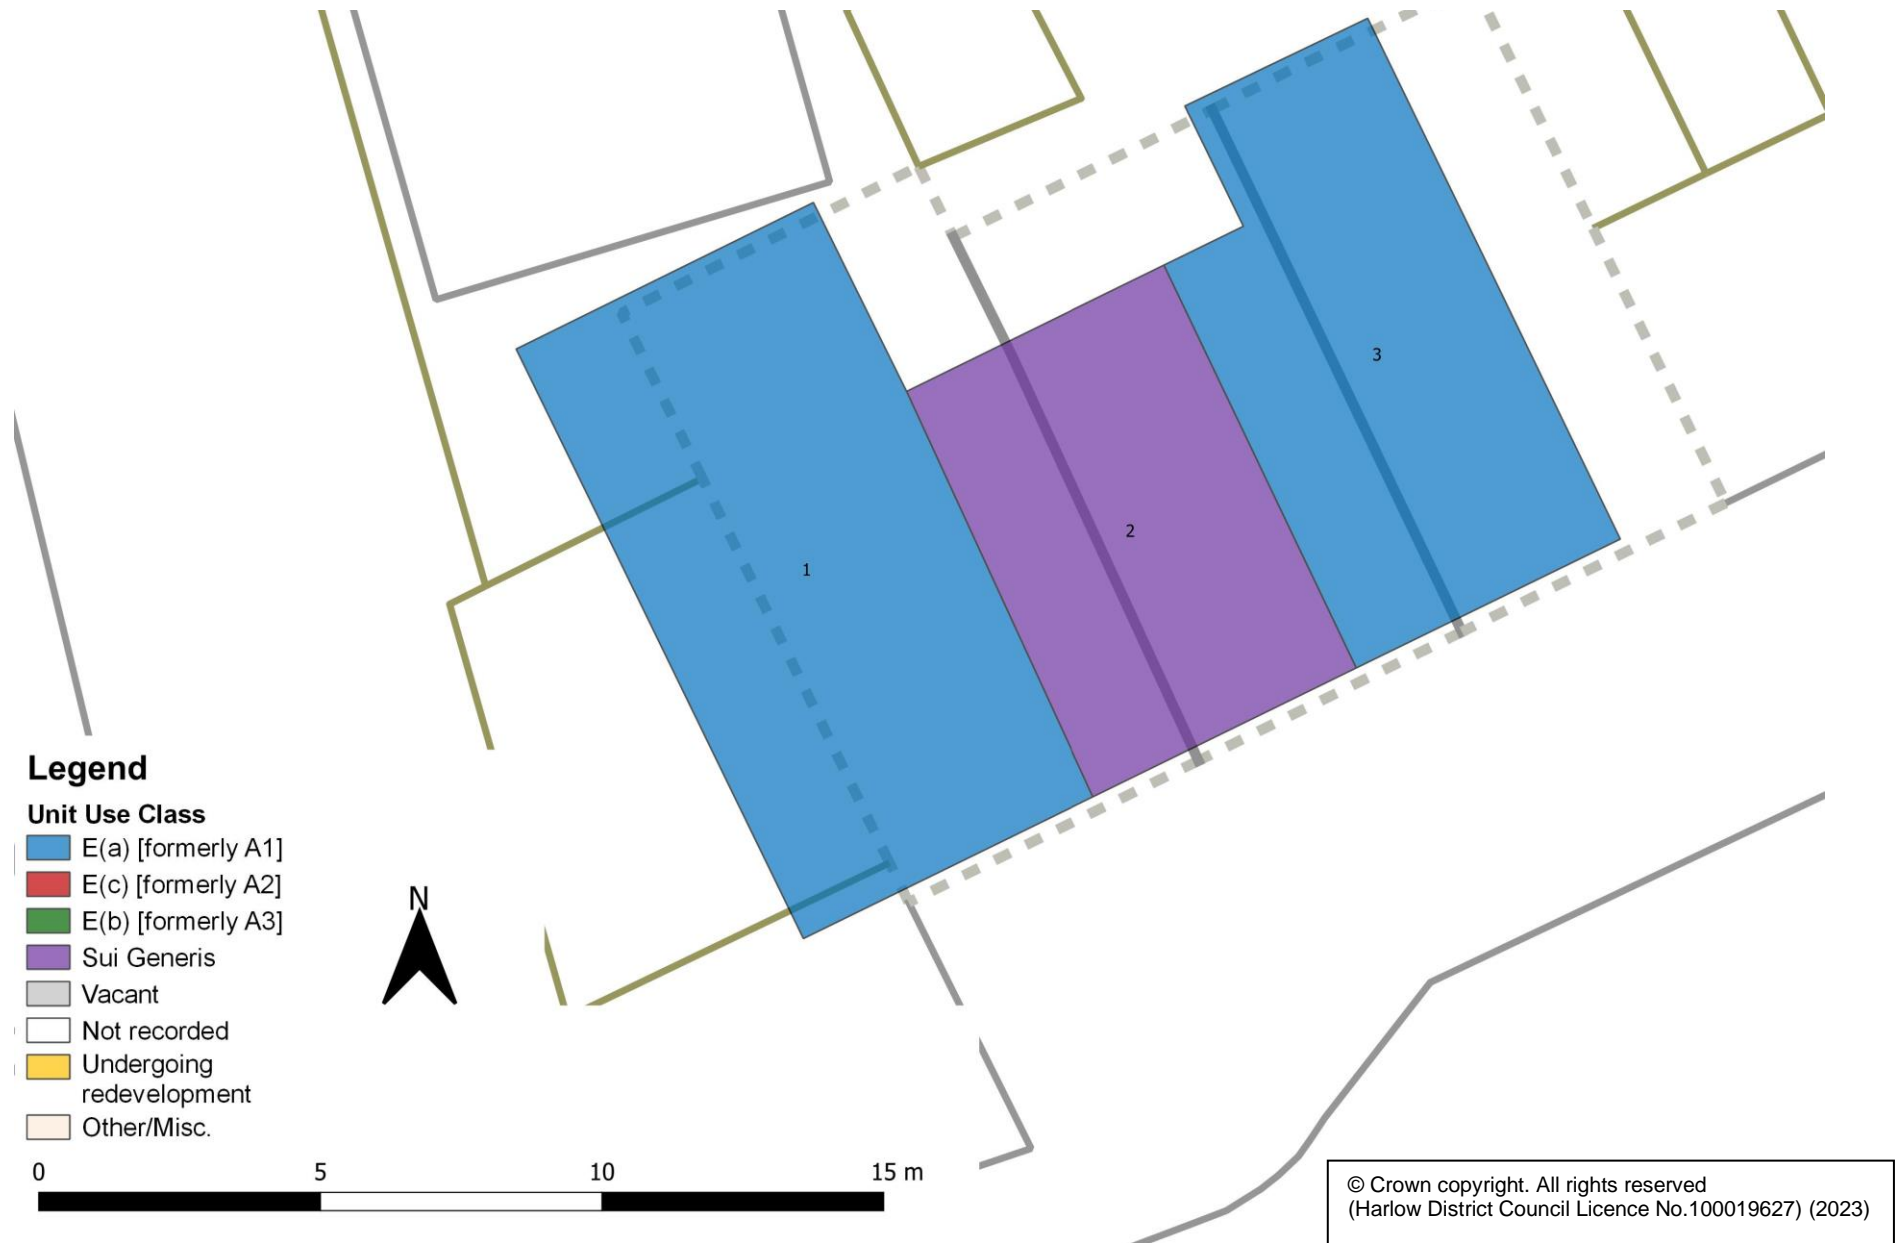 3
2
1
Legend
Unit Use Class
E(a) [formerly A1]
E(c) [formerly A2]
E(b) [formerly A3]
Sui Generis
Vacant
Not recorded
Undergoing
redevelopment
Other/Misc.
N
0 5 10 15 m
© Crown copyright. All rights reserved
(Harlow District Council Licence No.100019627) (2023)